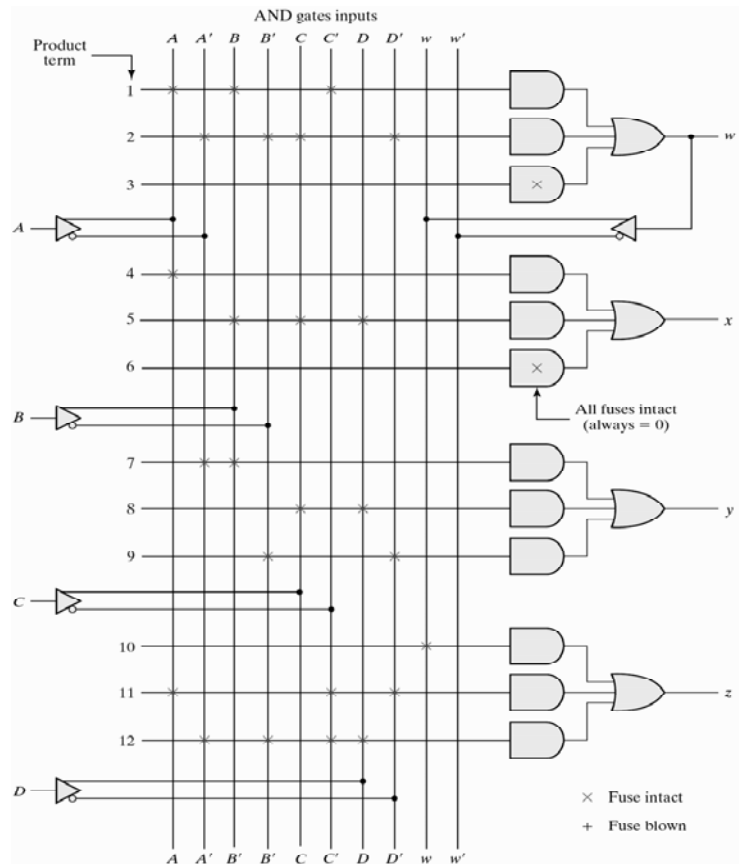 AND gates inputs
A A' B B' C C' D D' w w'
Product
term
1
2
w
3
A
4
5
x
6
All fuses intact
(always = 0)
B
7
8
y
9
C
10
11
z
12
D
× Fuse intact
+ Fuse blown
A A' B' B' C C' D D' w w'